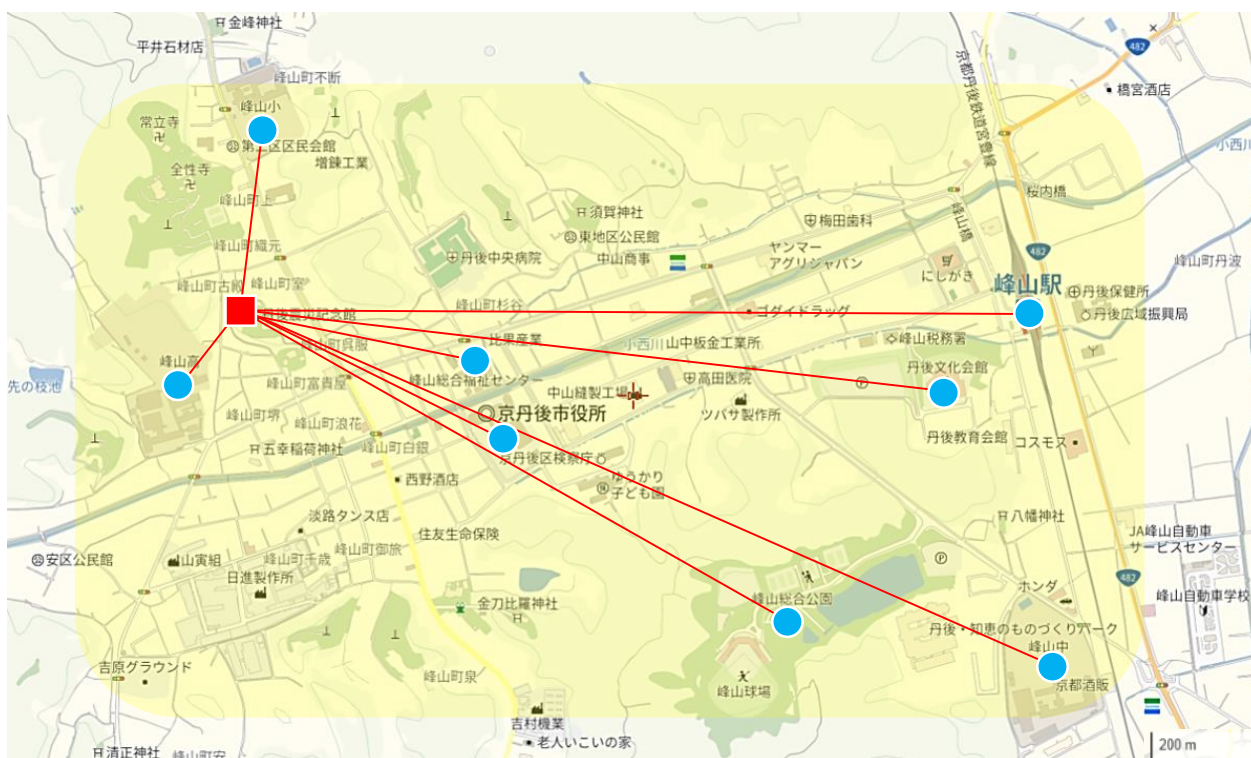 金峰神社
平井石材店
482
峰山町不断
橋宮酒店
京都丹後鉄道宮豊線
峰山小
常立寺
小西川
増錬工業
全性寺
桜内橋
峰山町上
須賀神社
梅田歯科
峰山橋
東地区公民館
峰山町織元
ヤンマー
アグリジャパン
482
丹後中央病院
中山商事
にしがき
峰山町丹波
峰山町古殿
峰山町室
峰山駅
丹後保健所
峰山町杉谷
丹後震災記念館
ゴダイドラッグ
丹後広域振興局
峰山町呉服
比果産業
小西川
山中板金工業所
峰山税務署
峰山高
丹後文化会館
先の枝池
峰山町富貴屋
峰山総合福祉センター
高田医院
P
中山縫製工場
峰山町堺
京丹後市役所
ツバサ製作所
峰山町浪花
丹後教育会館
コスモス
五幸稲荷神社
峰山町白銀
京丹後区検察庁
西野酒店
ゆうかり
子ども園
淡路タンス店
八幡神社
住友生命保険
JA峰山自動車
サービスセンター
安区公民館
山寅組
峰山町千歳
峰山町御旅
P
日進製作所
482
ホンダ
峰山自動車学校
金刀比羅神社
峰山総合公園
丹後・知恵のものづくりパーク
峰山中
吉原グラウンド
峰山町泉
峰山球場
京都酒販
吉村機業
老人いこいの家
清正神社
峰山町安
200 m